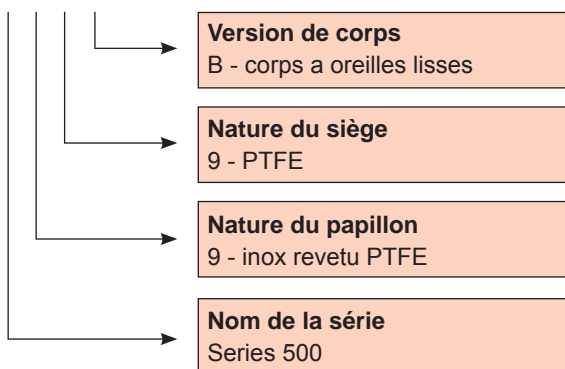 Version de corps
B - corps a oreilles lisses
Nature du siège
9 - PTFE
Nature du papillon
9 - inox revetu PTFE
Nom de la série
Series 500